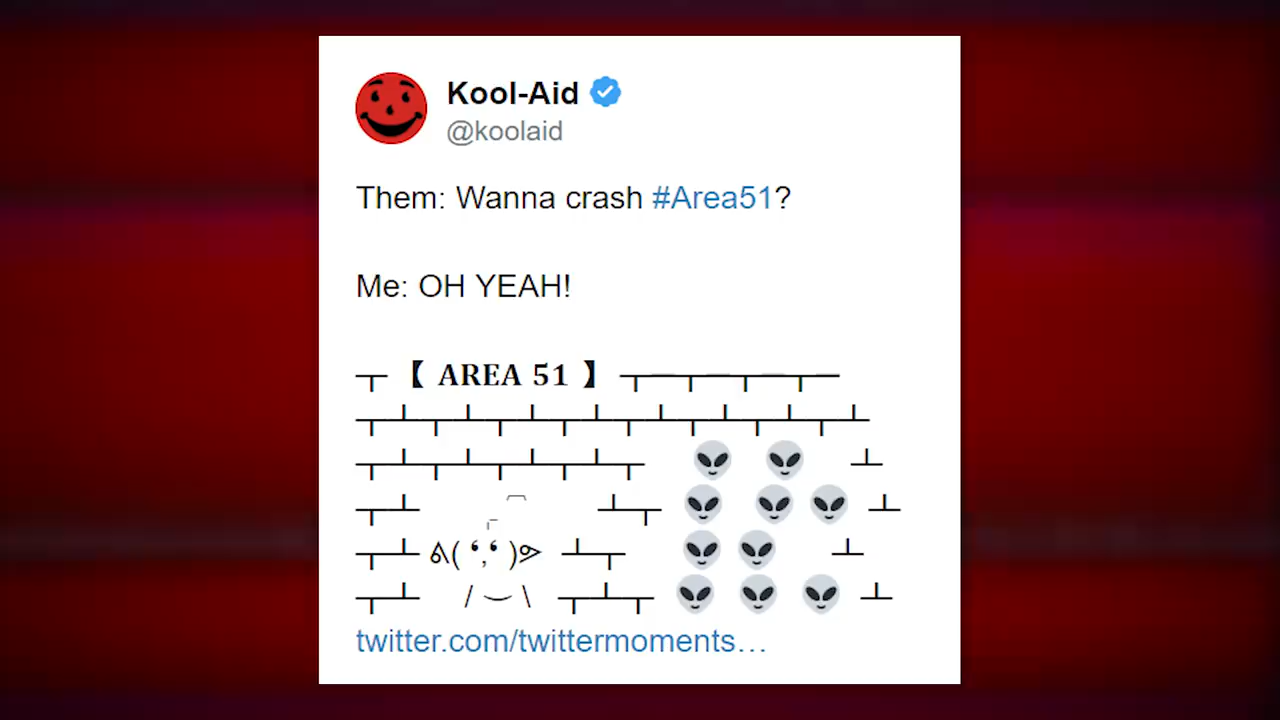 Kool-Aid
@koolaid
Them: Wanna crash #Area51?
Me: OH YEAH!
┬ 【 AREA 51 】 ┬─┬─┬─┬─
┬┴┬┴┬┴┬┴┬┴┬┴┬┴┬┴
┬┴┬┴┬┴┬┴┬ 👽 👽 ┴
┬┴ ⎴ ┴┬ 👽 👽 👽 ┴
┬┴ ᕕ( ❛,❛ )ᕗ ┴┬ 👽 👽 ┴
┬┴ / ‿ \ ┬┴┬ 👽 👽 👽 ┴
twitter.com/twittermoments…